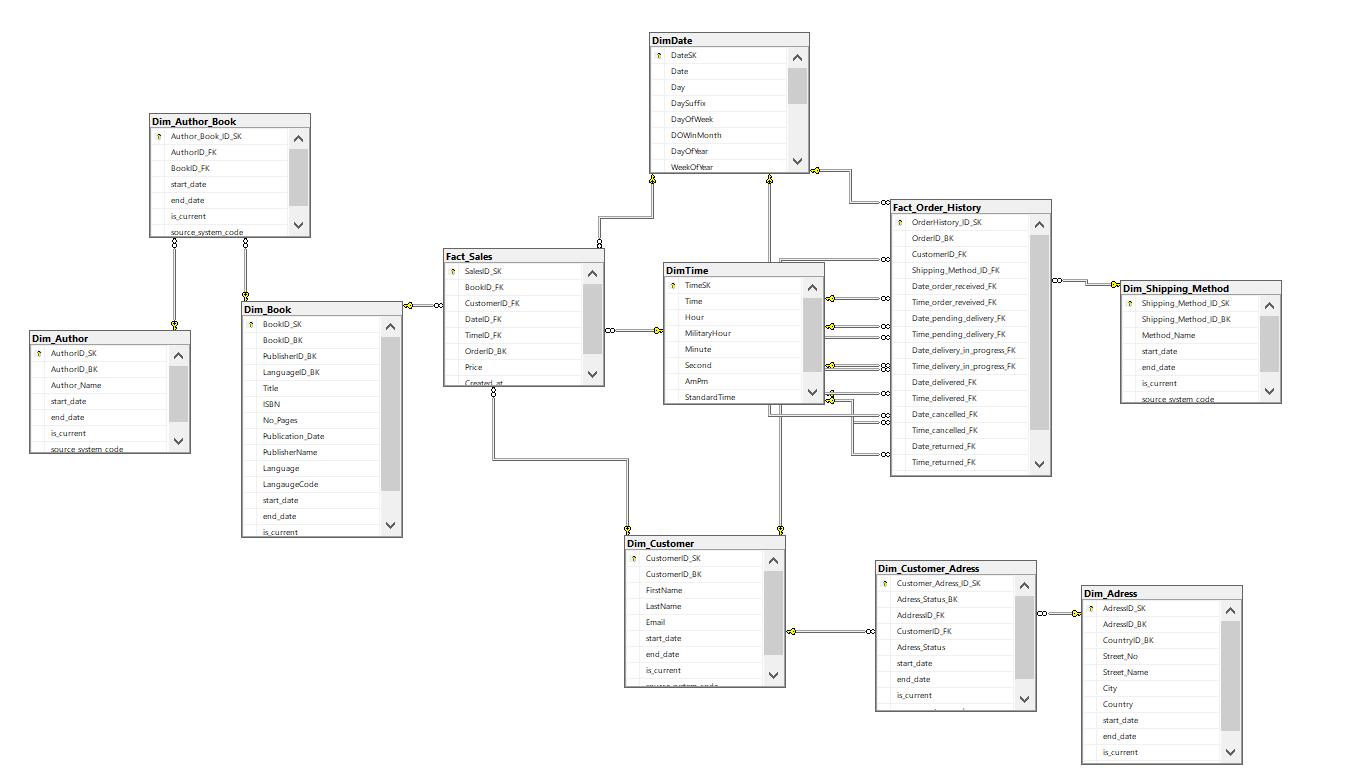 DimDate
DateSK
Date
Day
DaySuffix
DayOfWeek
DOWInMonth
DayOfYear
WeekOfYear
Dim_Author_Book
Author_Book_ID_SK
AuthorID_FK
BookID_FK
start_date
end_date
is_current
source_system_code
Fact_Order_History
OrderHistory_ID_SK
OrderID_BK
CustomerID_FK
Shipping_Method_ID_FK
Date_order_received_FK
Time_order_reveived_FK
Date_pending_delivery_FK
Time_pending_delivery_FK
Date_delivery_in_progress_FK
Time_delivery_in_progress_FK
Date_delivered_FK
Time_delivred_FK
Date_cancelled_FK
Time_cancelled_FK
Date_returned_FK
Time_returned_FK
Fact_Sales
SalesID_SK
BookID_FK
CustomerID_FK
DateID_FK
TimeID_FK
OrderID_BK
Price
Created_at
DimTime
TimeSK
Time
Hour
MilitaryHour
Minute
Second
AmPm
StandardTime
Dim_Shipping_Method
Shipping_Method_ID_SK
Shipping_Method_ID_BK
Method_Name
start_date
end_date
is_current
source_system_code
Dim_Book
BookID_SK
BookID_BK
PublisherID_BK
LanguageID_BK
Title
ISBN
No_Pages
Publication_Date
PublisherName
Language
LangaugeCode
start_date
end_date
is_current
Dim_Author
AuthorID_SK
AuthorID_BK
Author_Name
start_date
end_date
is_current
source_system_code
Dim_Customer
CustomerID_SK
CustomerID_BK
FirstName
LastName
Email
start_date
end_date
is_current
source_system_code
Dim_Customer_Adress
Customer_Adress_ID_SK
Adress_Status_BK
AddressID_FK
CustomerID_FK
Adress_Status
start_date
end_date
is_current
Dim_Adress
AdressID_SK
AdressID_BK
CountryID_BK
Street_No
Street_Name
City
Country
start_date
end_date
is_current